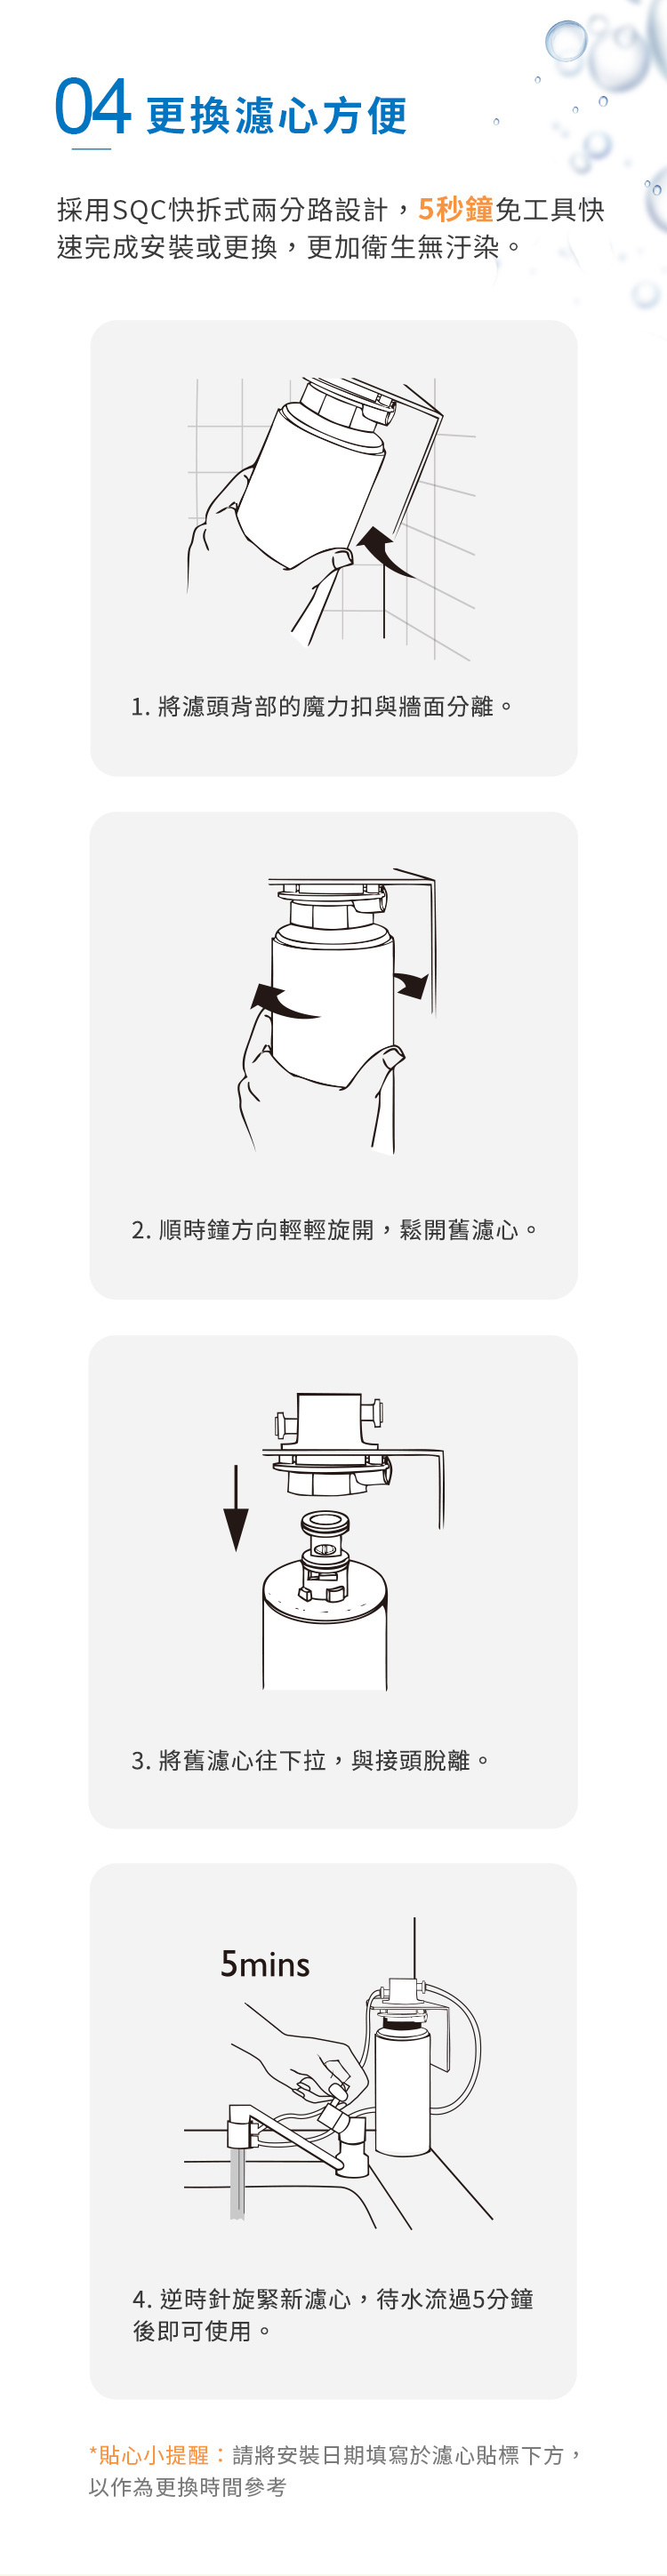 04 更換濾心方便
採用SQC快拆式兩分路設計，5秒鐘免工具快
速完成安裝或更換，更加衛生無汙染。
1. 將濾頭背部的魔力扣與牆面分離。
2. 順時鐘方向輕輕旋開，鬆開舊濾心。
3. 將舊濾心往下拉，與接頭脫離。
5mins
4. 逆時針旋緊新濾心，待水流過5分鐘
後即可使用。
*貼心小提醒：請將安裝日期填寫於濾心貼標下方，
以作為更換時間參考